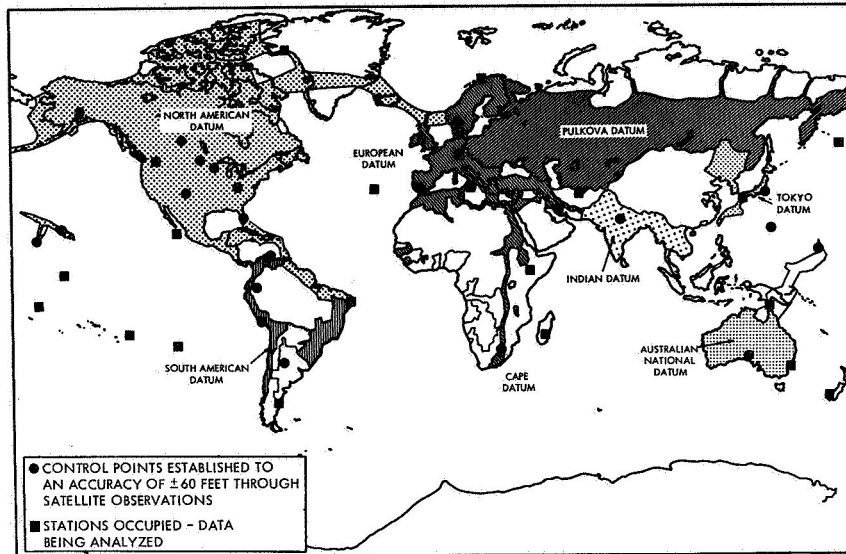 NORTH AMERICAN
DATUM
EUROPEAN
DATUM
PULKOVA DATUM
TOKYO
DATUM
INDIAN DATUM
SOUTH AMERICAN
DATUM
CAPE
DATUM
AUSTRALIAN
NATIONAL
DATUM
CONTROL POINTS ESTABLISHED TO
AN ACCURACY OF ±60 FEET THROUGH
SATELLITE OBSERVATIONS
STATIONS OCCUPIED - DATA
BEING ANALYZED